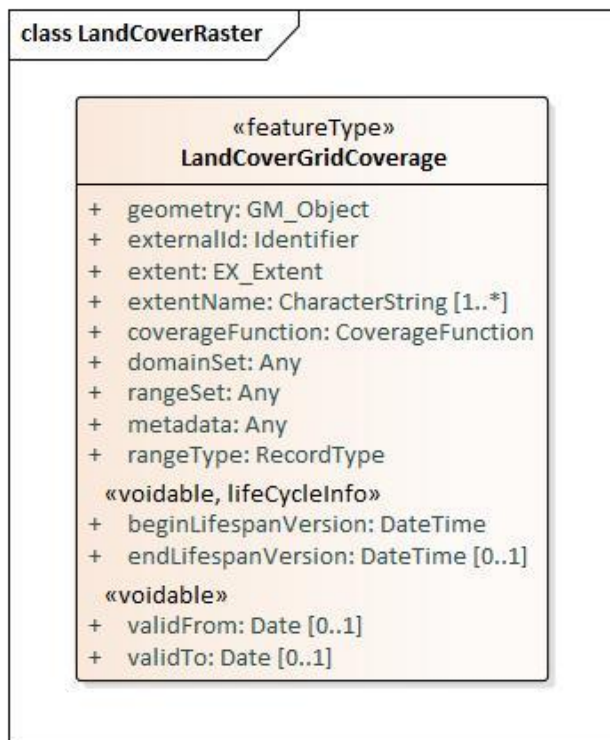 class LandCoverRaster
«featureType»
LandCoverGridCoverage
+ geometry: GM_Object
+ externalId: Identifier
+ extent: EX_Extent
+ extentName: CharacterString [1..*]
+ coverageFunction: CoverageFunction
+ domainSet: Any
+ rangeSet: Any
+ metadata: Any
+ rangeType: RecordType
«voidable, lifeCycleInfo»
+ beginLifespanVersion: DateTime
+ endLifespanVersion: DateTime [0..1]
«voidable»
+ validFrom: Date [0..1]
+ validTo: Date [0..1]